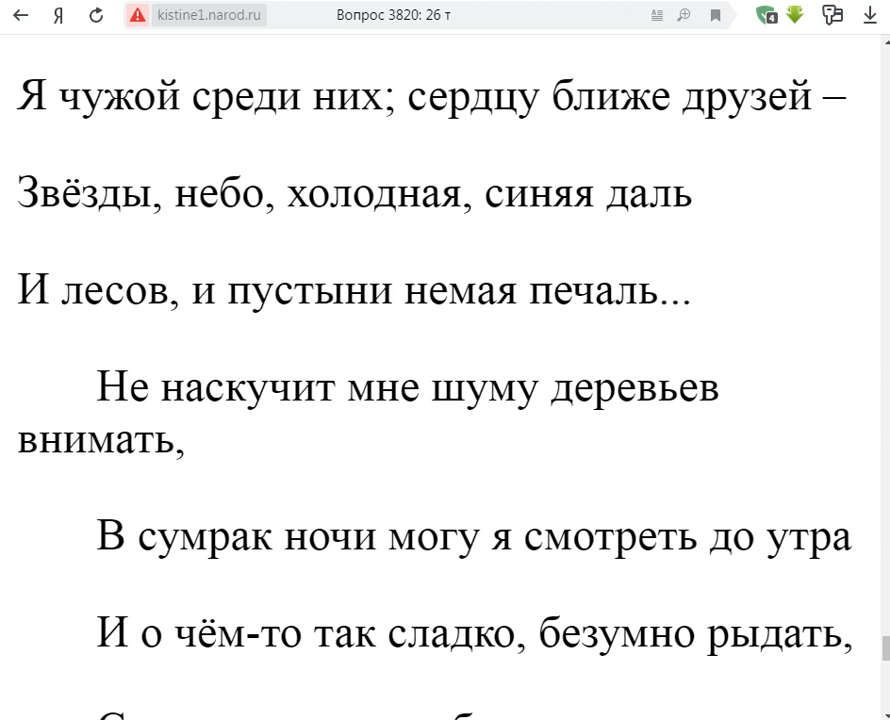 Я
kistine1.narod.ru
Вопрос 3820: 26 т
4
Я чужой среди них; сердцу ближе друзей –
Звёзды, небо, холодная, синяя даль
И лесов, и пустыни немая печаль...
Не наскучит мне шуму деревьев
внимать,
В сумрак ночи могу я смотреть до утра
И о чём-то так сладко, безумно рыдать,